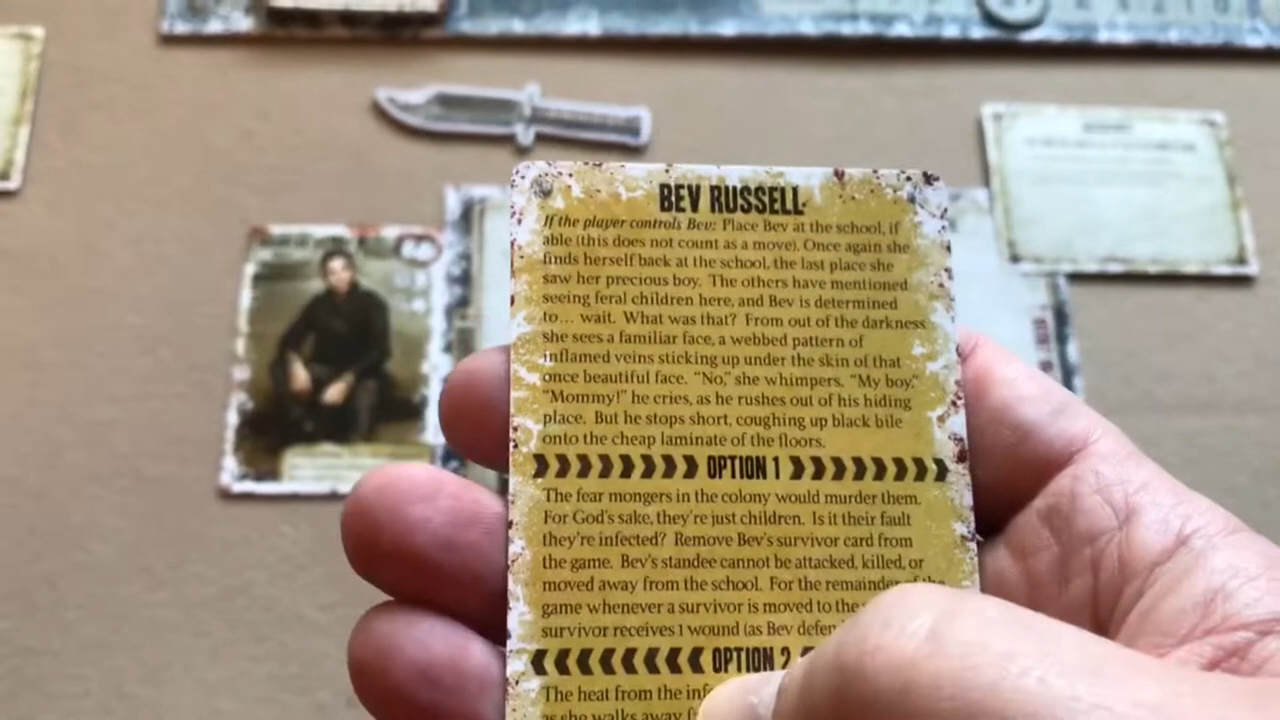 BEV RUSSELL
If the player controls Bev: Place Bev at the school, if
able (this does not count as a move). Once again she
finds herself back at the school, the last place she
saw her precious boy. The others have mentioned
seeing feral children here, and Bev is determined
to... wait. What was that? From out of the darkness
she sees a familiar face, a webbed pattern of
inflamed veins sticking up under the skin of that
once beautiful face. "No," she whimpers. "My boy."
"Mommy!" he cries, as he rushes out of his hiding
place. But he stops short, coughing up black bile
onto the cheap laminate of the floors.
OPTION 1
The fear mongers in the colony would murder them.
For God's sake, they're just children. Is it their fault
they're infected? Remove Bev's survivor card from
the game. Bev's standee cannot be attacked, killed, or
moved away from the school. For the remainder of the
game whenever a survivor is moved to the
survivor receives 1 wound (as Bev
OPTION 2
The heat from the
as she walks away